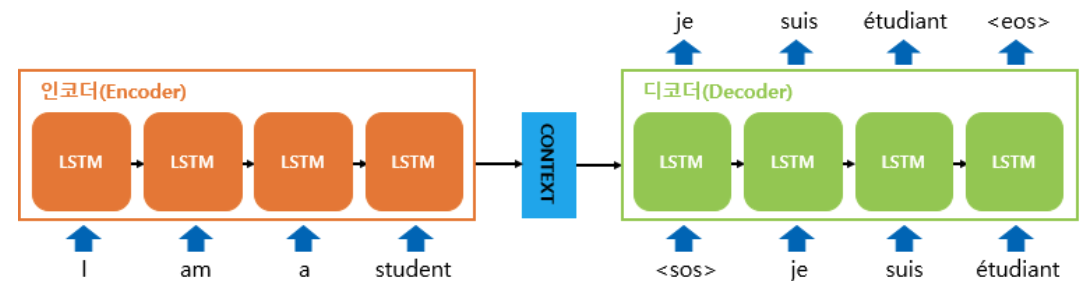 je suis étudiant <eos>
인코더(Encoder)
디코더(Decoder)
LSTM LSTM LSTM LSTM
CONTEXT
LSTM LSTM LSTM LSTM
I am a student
<sos> je suis étudiant